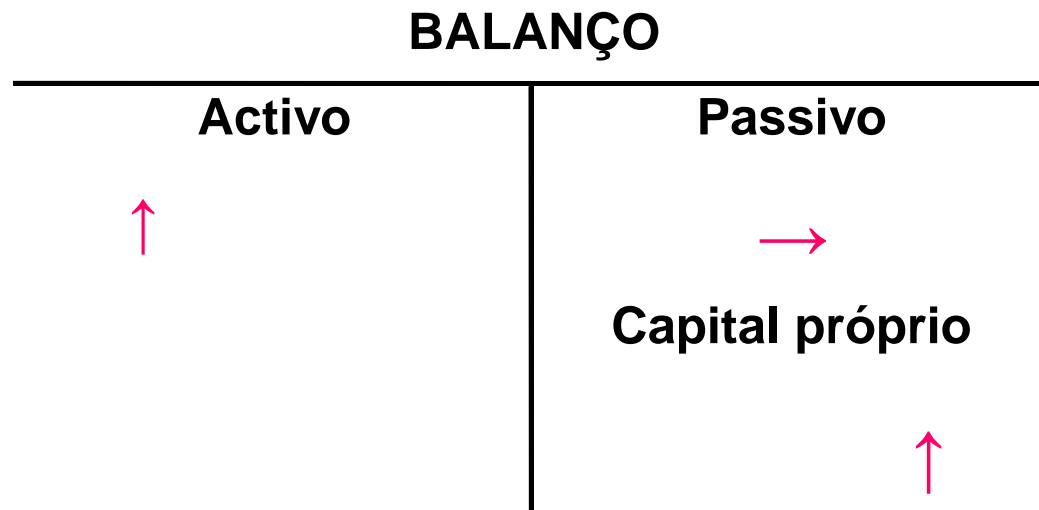 BALANÇO
Activo
Passivo
↑
→
Capital próprio
↑